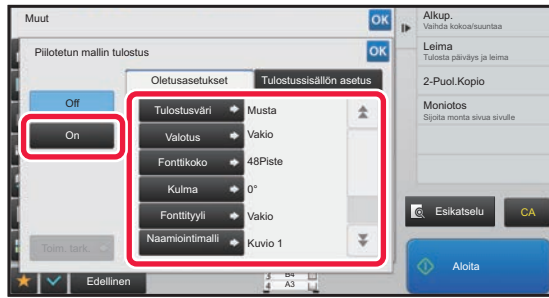 Muut
OK
Piilotetun mallin tulostus
OK
Oletusasetukset
Tulostussisällön asetus
Off
On
Tulostusväri
Musta
Valotus
Vakio
Fonttikoko
48Piste
Kulma
0°
Fonttityyli
Vakio
Naamiointimalli
Kuvio 1
Toim. tark.
Edellinen
3 B4
4 A3
Alkup.
Vaihda kokoa/suuntaa
Leima
Tulosta päiväys ja leima
2-Puol.Kopio
Moniotos
Sijoita monta sivua sivulle
Esikatselu
CA
Aloita